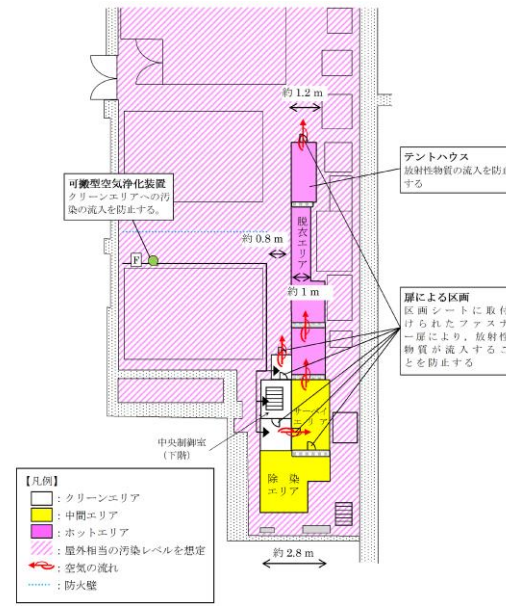 約 1.2 m
テントハウス
放射性物質の流入を防止
する
可搬型空気浄化装置
クリーンエリアへの汚
染の流入を防止する。
脱衣エリア
約 0.8 m
F
約 1 m
扉による区画
区画シートに取付
けられたファスナ
ー扉により，放射性
物質が流入するこ
とを防止する
サーベイ
エリア
中央制御室
(下階)
除染
エリア
【凡例】
：クリーンエリア
：中間エリア
：ホットエリア
：屋外相当の汚染レベルを想定
：空気の流れ
：防火壁
約 2.8 m